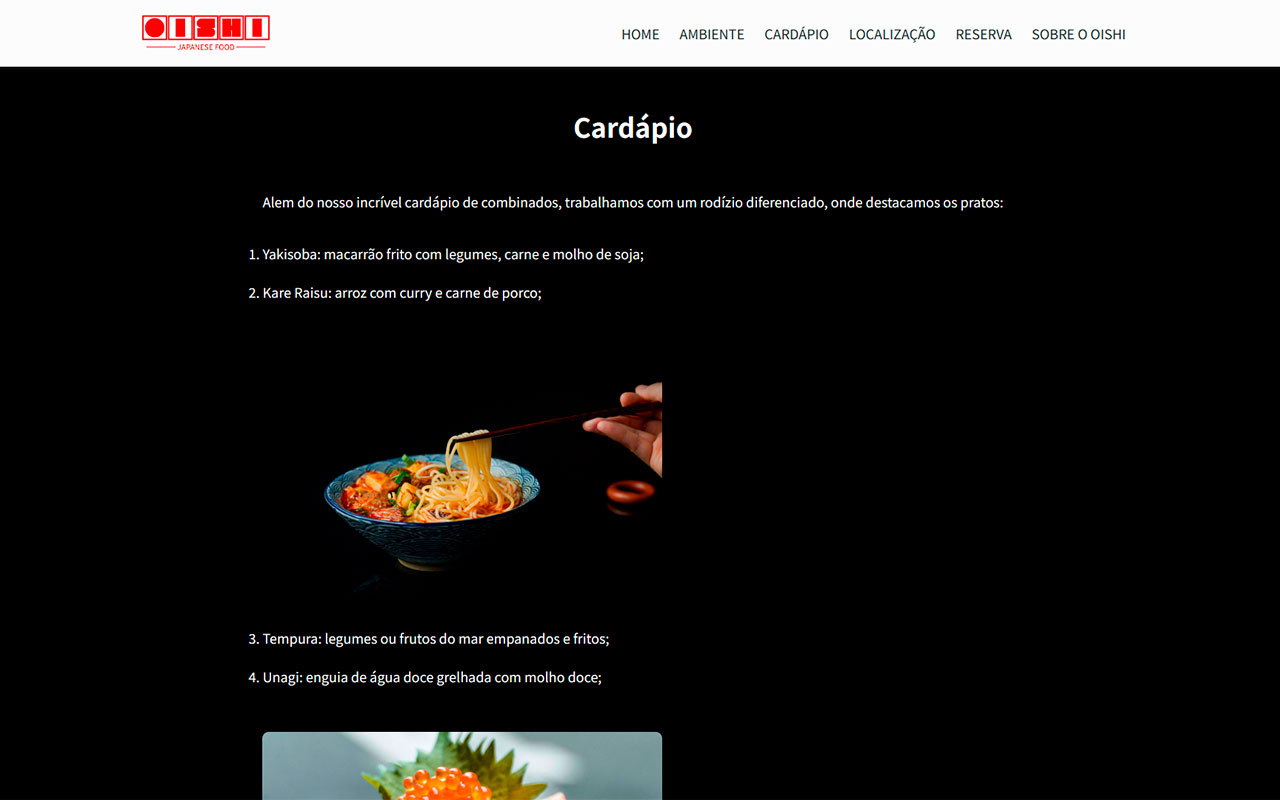 OISHI
JAPANESE FOOD
HOME AMBIENTE CARDÁPIO LOCALIZAÇÃO RESERVA SOBRE O OISHI
Cardápio
Alem do nosso incrível cardápio de combinados, trabalhamos com um rodízio diferenciado, onde destacamos os pratos:
1. Yakisoba: macarrão frito com legumes, carne e molho de soja;
2. Kare Raisu: arroz com curry e carne de porco;
3. Tempura: legumes ou frutos do mar empanados e fritos;
4. Unagi: enguia de água doce grelhada com molho doce;